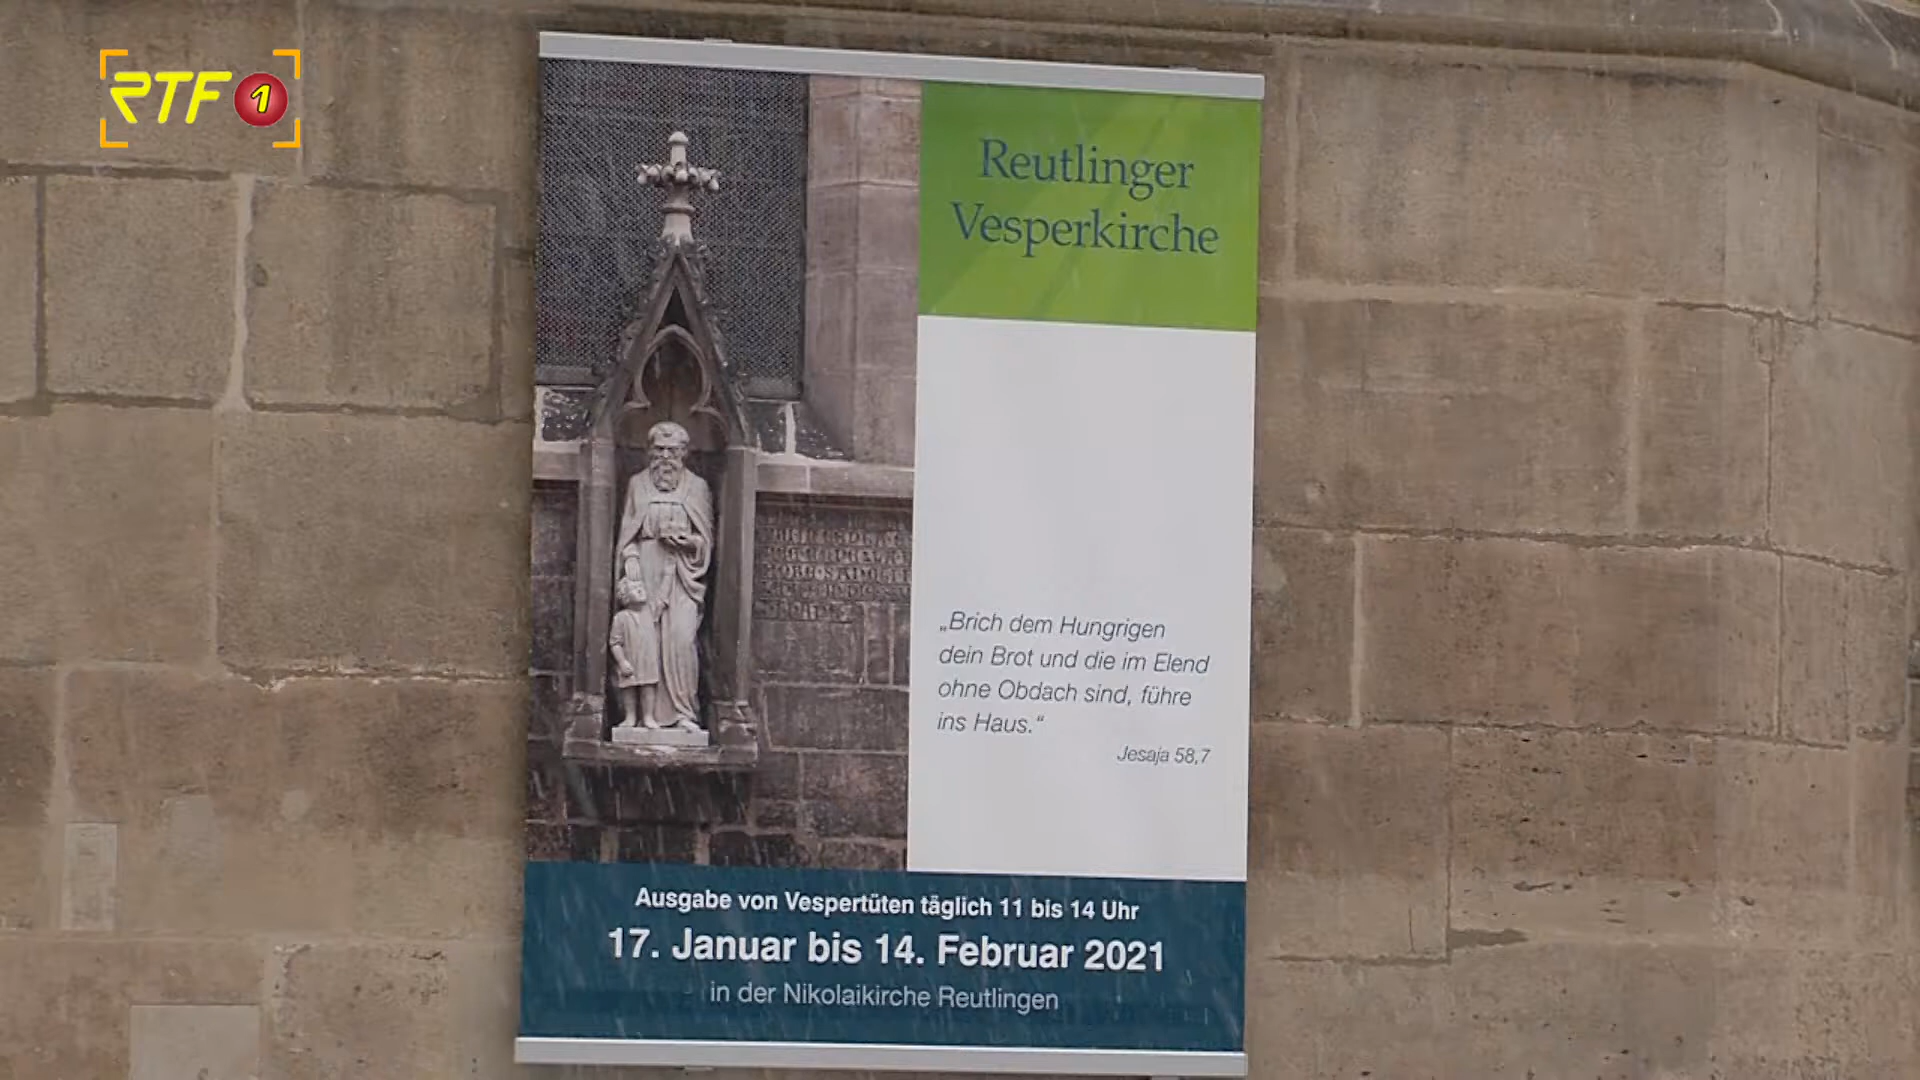 RTF 1
Reutlinger
Vesperkirche
„Brich dem Hungrigen
dein Brot und die im Elend
ohne Obdach sind, führe
ins Haus.“
Jesaja 58,7
Ausgabe von Vespertüten täglich 11 bis 14 Uhr
17. Januar bis 14. Februar 2021
in der Nikolaikirche Reutlingen